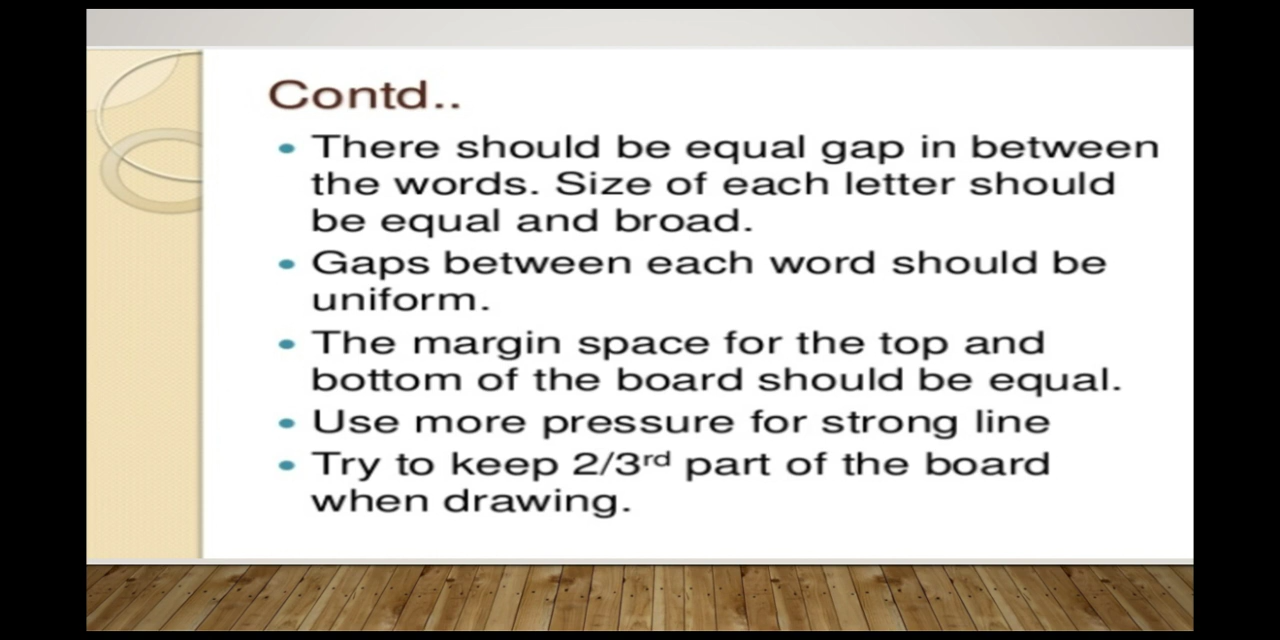 Contd..
• There should be equal gap in between
the words. Size of each letter should
be equal and broad.
• Gaps between each word should be
uniform.
• The margin space for the top and
bottom of the board should be equal.
• Use more pressure for strong line
• Try to keep 2/3rd part of the board
when drawing.